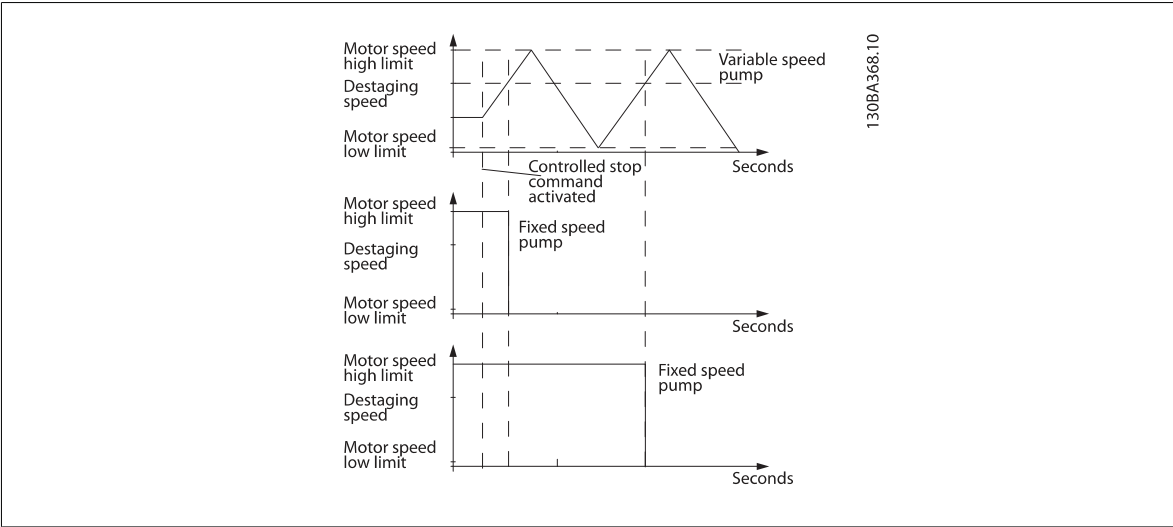 Motor speed
high limit
Destaging
speed
Motor speed
low limit
Variable speed
pump
130BA368.10
Seconds
Controlled stop
command
activated
Motor speed
high limit
Destaging
speed
Motor speed
low limit
Fixed speed
pump
Seconds
Motor speed
high limit
Destaging
speed
Motor speed
low limit
Fixed speed
pump
Seconds